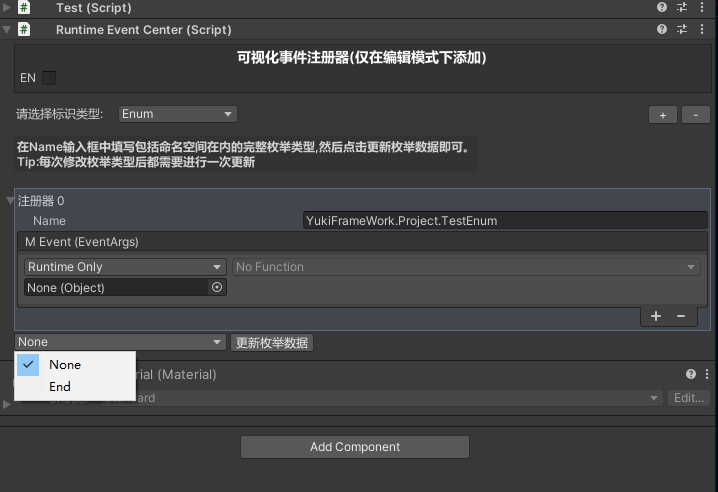 Test (Script)
Runtime Event Center (Script)
可视化事件注册器(仅在编辑模式下添加)
EN
请选择标识类型: Enum + -
在Name输入框中填写包括命名空间在内的完整枚举类型,然后点击更新枚举数据即可。
Tip:每次修改枚举类型后都需要进行一次更新
注册器 0
Name YukiFrameWork.Project.TestEnum
M Event (EventArgs)
Runtime Only No Function
None (Object)
+ -
None 更新枚举数据
None
End
(Material)
Edit...
Add Component